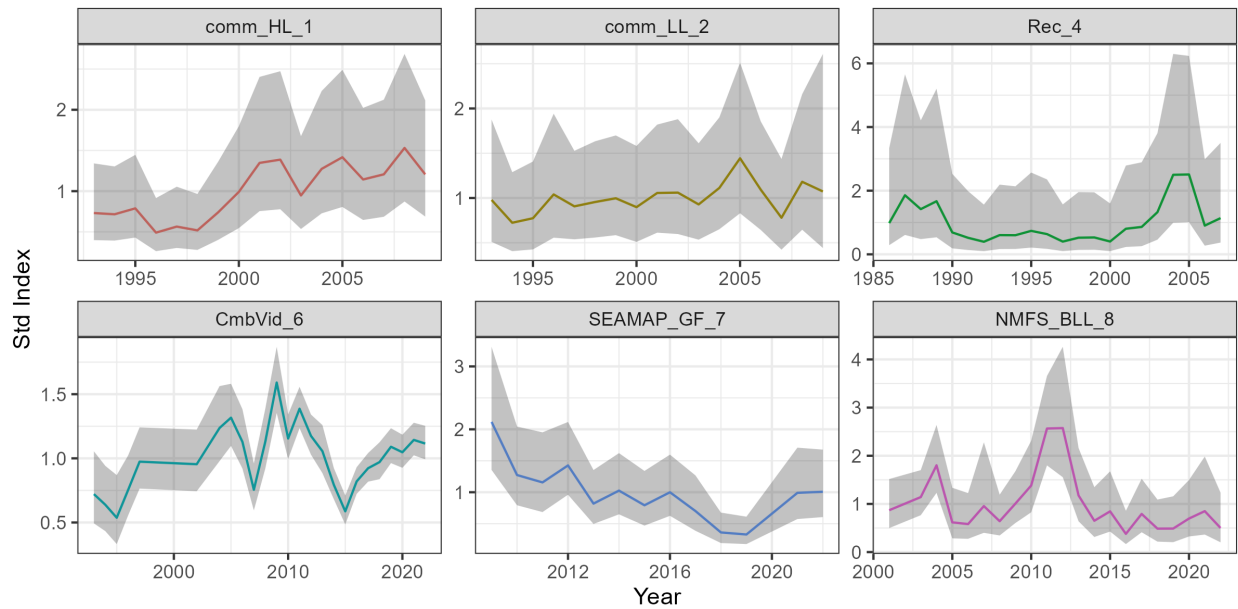 comm_HL_1
comm_LL_2
Rec_4
2
1
1995 2000 2005
2
1
1995 2000 2005
6
4
2
0
1985 1990 1995 2000 2005
Std Index
CmbVid_6
SEAMAP_GF_7
NMFS_BLL_8
1.5
1.0
0.5
2000 2010 2020
3
2
1
2012 2016 2020
4
3
2
1
0
2000 2005 2010 2015 2020
Year